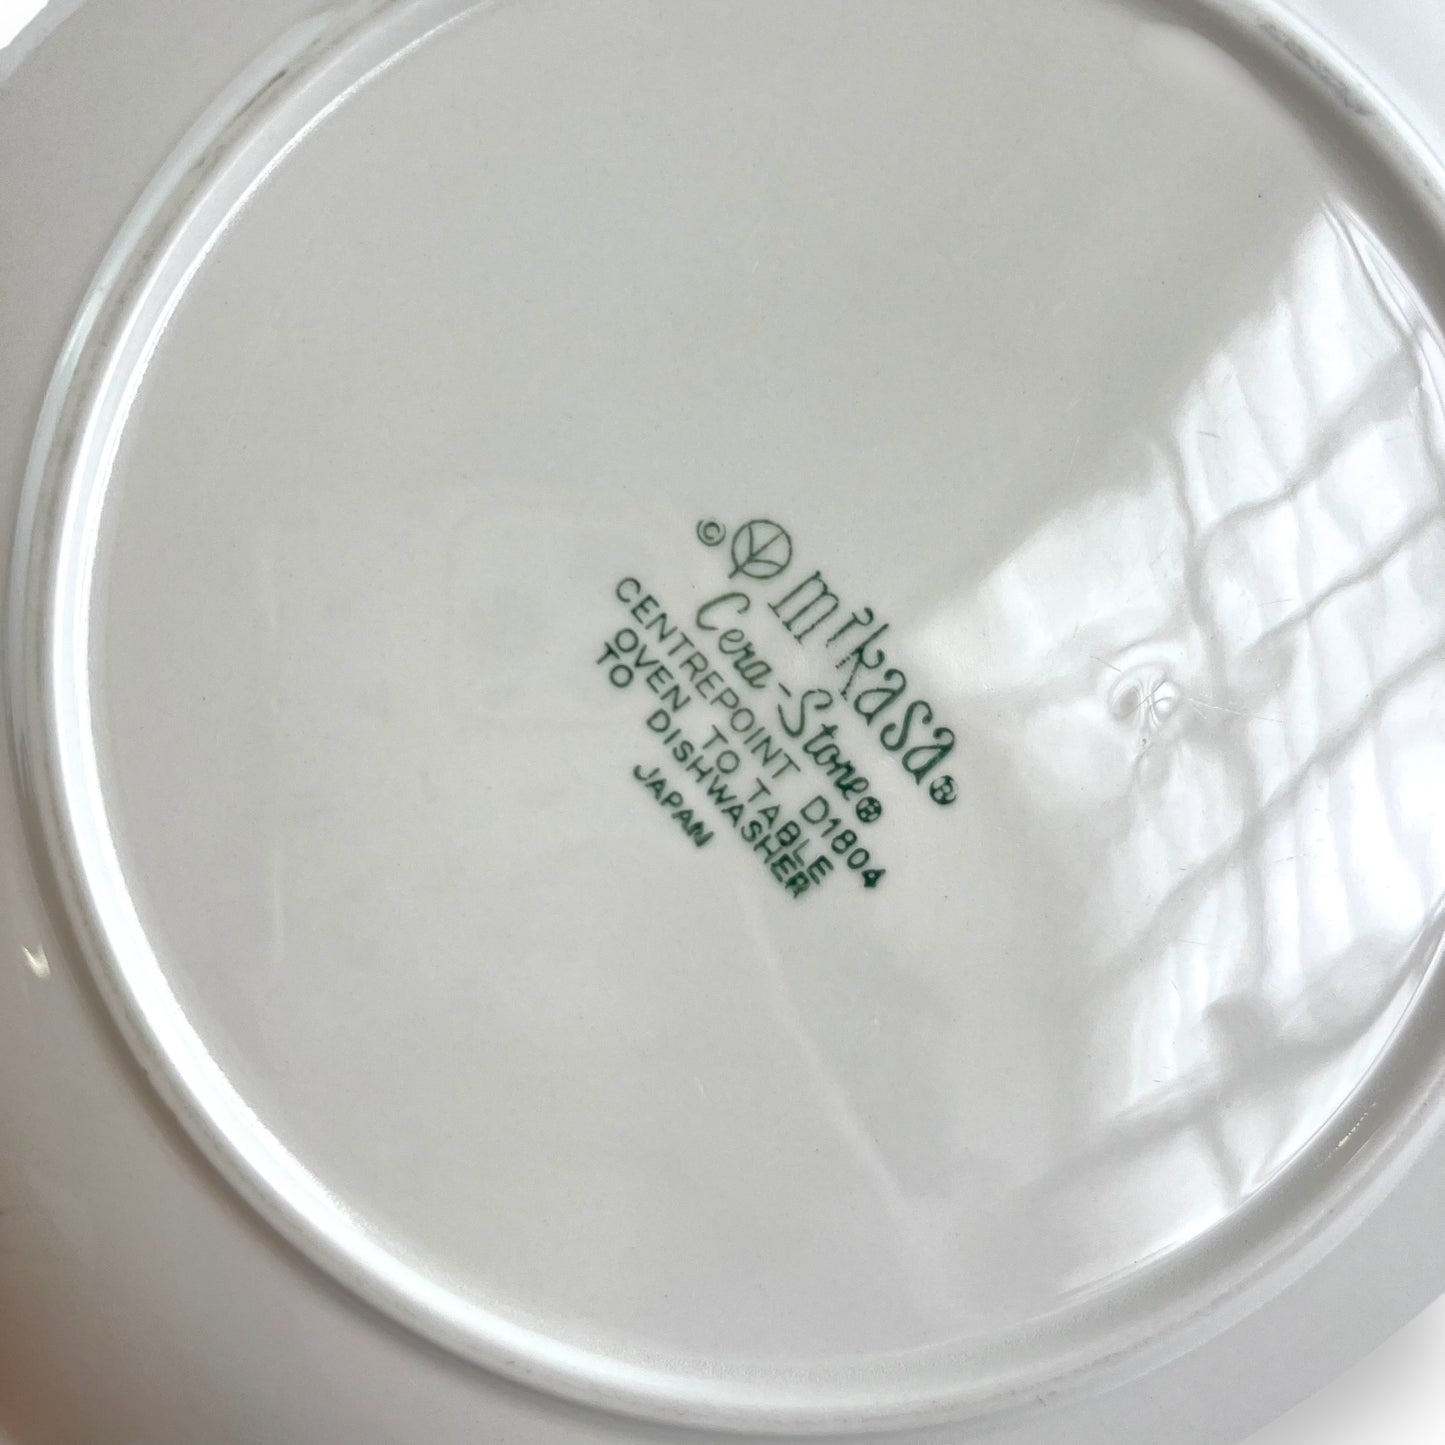 © mikasa®
Cera-Stone®
CENTREPOINT D1804
OVEN TO TABLE
TO DISHWASHER
JAPAN